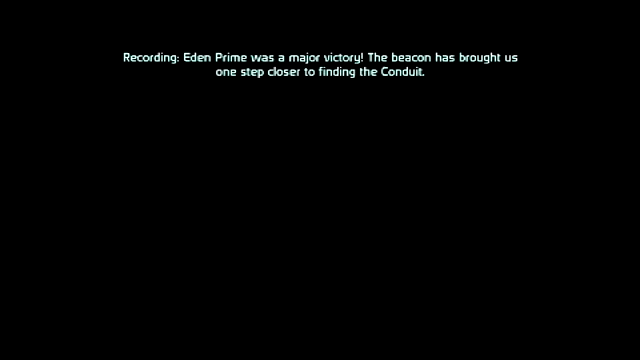 Recording: Eden Prime was a major victory! The beacon has brought us
one step closer to finding the Conduit.